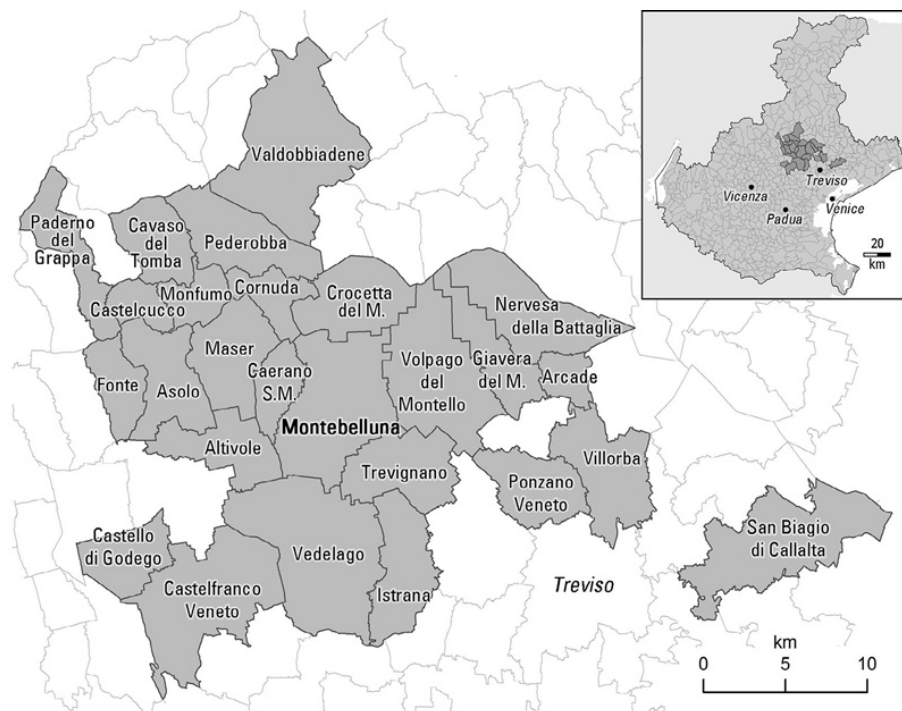 Valdobbiadene
Paderno
del
Grappa
Cavaso
del
Tomba
Pederobba
Castelcucco
Monfumo
Cornuda
Crocetta
del M.
Nervesa
della Battaglia
Fonte
Asolo
Maser
Gaerano
S.M.
Montebelluna
Volpago
del
Montello
Giavera
del M.
Arcade
Altivole
Trevignano
Ponzano
Veneto
Villorba
Castello
di Godego
Castelfranco
Veneto
Vedelago
Istrana
Treviso
San Biagio
di Callalta
km
0 5 10
Vicenza
Treviso
Padua
Venice
20
km